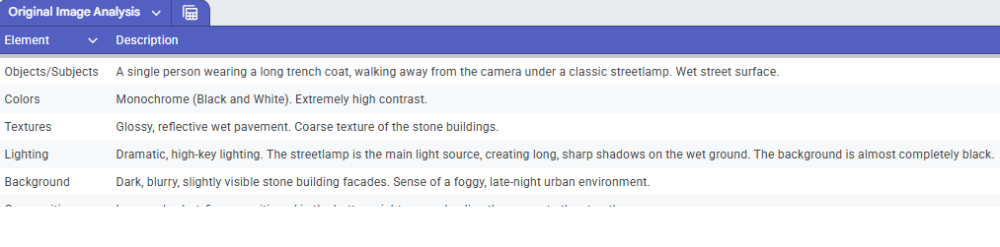 Original Image Analysis
Element Description
Objects/Subjects A single person wearing a long trench coat, walking away from the camera under a classic streetlamp. Wet street surface.
Colors Monochrome (Black and White). Extremely high contrast.
Textures Glossy, reflective wet pavement. Coarse texture of the stone buildings.
Lighting Dramatic, high-key lighting. The streetlamp is the main light source, creating long, sharp shadows on the wet ground. The background is almost completely black.
Background Dark, blurry, slightly visible stone building facades. Sense of a foggy, late-night urban environment.